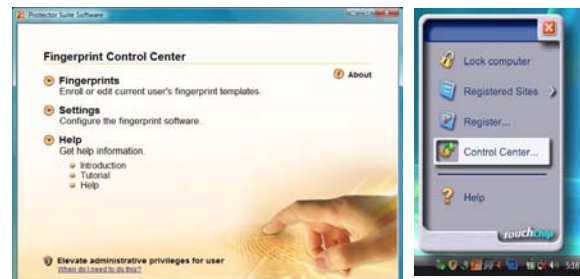 Protector Suite Software
Fingerprint Control Center
About
Fingerprints
Enroll or edit current user's fingerprint templates.
Settings
Configure the fingerprint software.
Help
Get help information.
Introduction
Tutorial
Help
Elevate administrative privileges for user
When do I need to do this?
Lock computer
Registered Sites
Register...
Control Center...
Help
touchchip